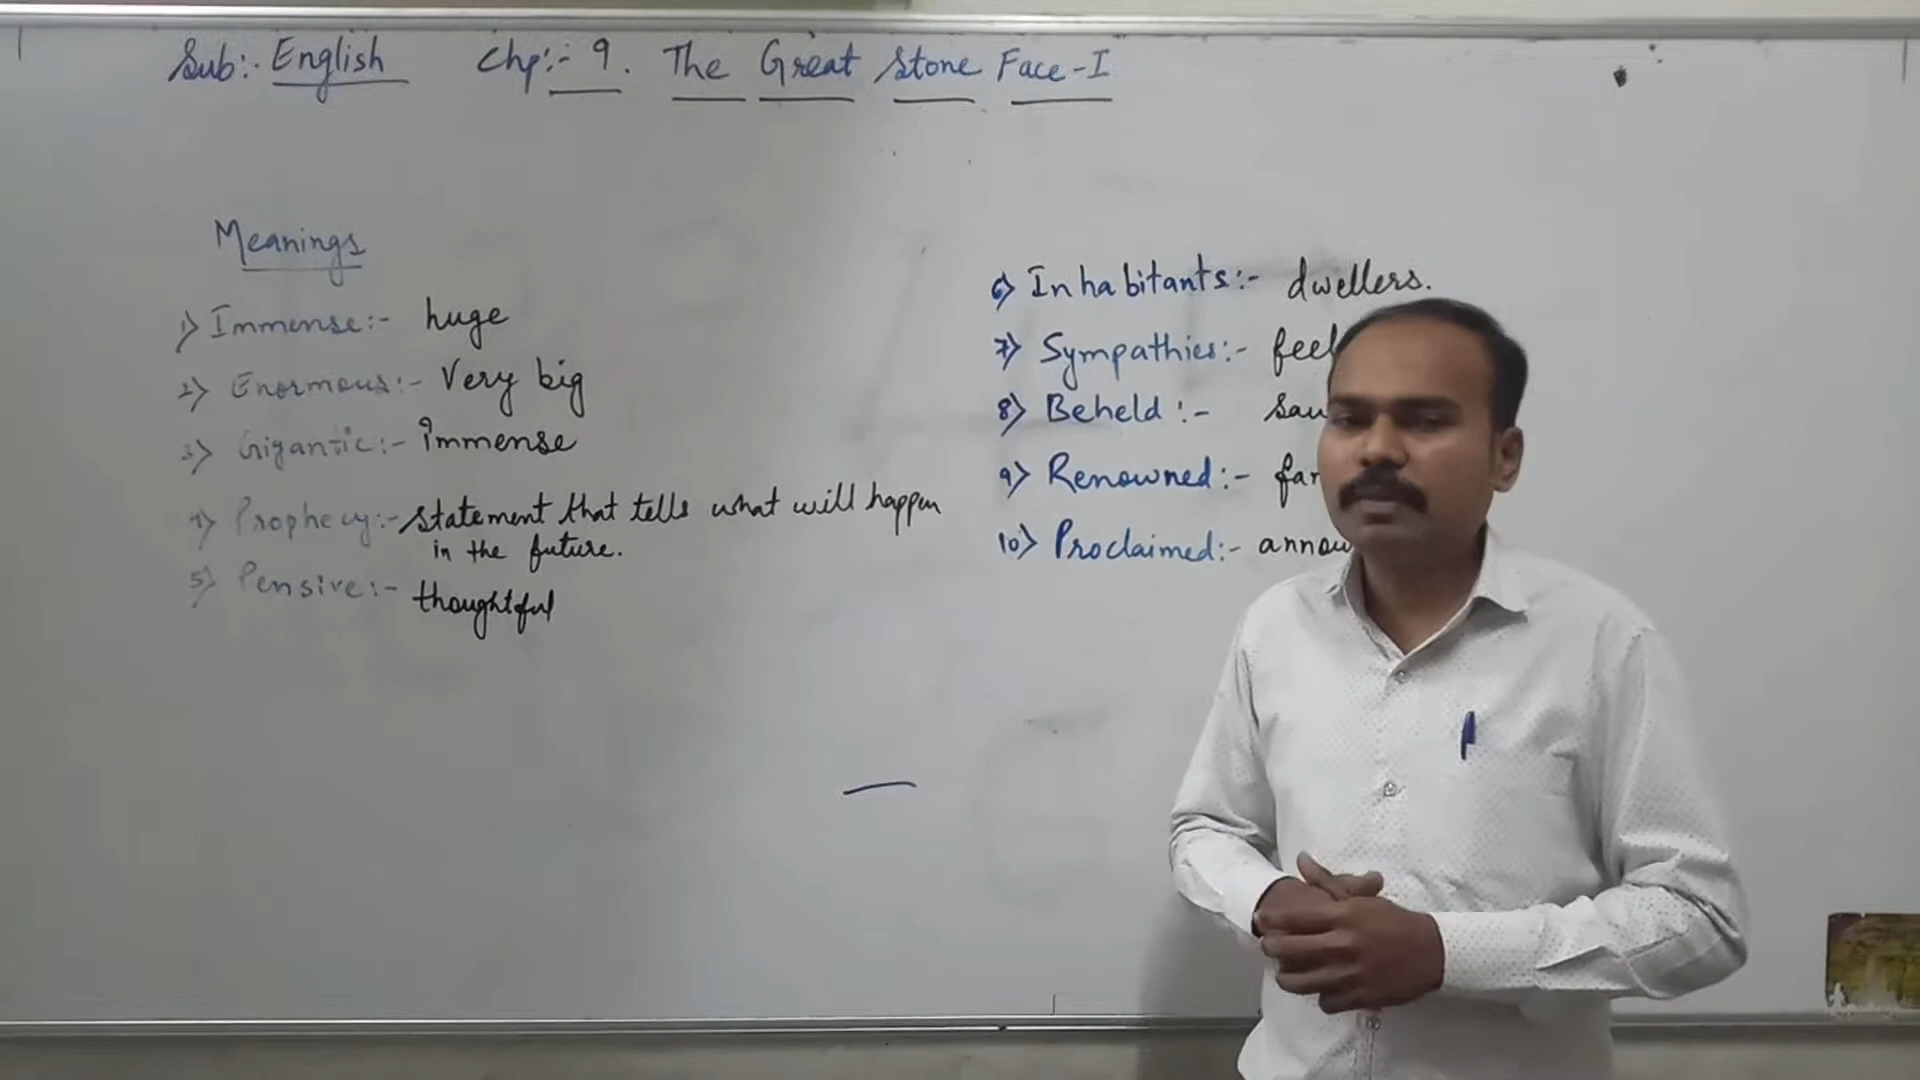 Sub:- English Chp:- 9. The Great Stone Face-I
Meanings
1) Immense:- huge
2) Enormous:- Very big
3) Gigantic:- immense
4) Prophecy:- statement that tells what will happen
in the future.
5) Pensive:- thoughtful
6) Inhabitants:- dwellers.
7) Sympathies:- feel
8) Beheld:- saw
9) Renowned:-
10) Proclaimed:-